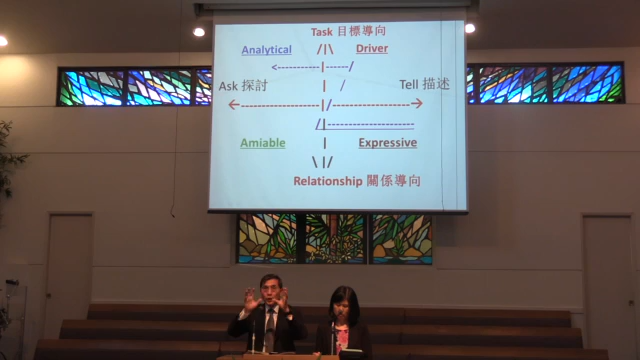 Task 目標導向
Analytical /|\ Driver
<-----------|------/
Ask 探討 | / Tell 描述
←--------------------|/--------------------→
/|---------------------
Amiable | Expressive
\ |/
Relationship 關係導向